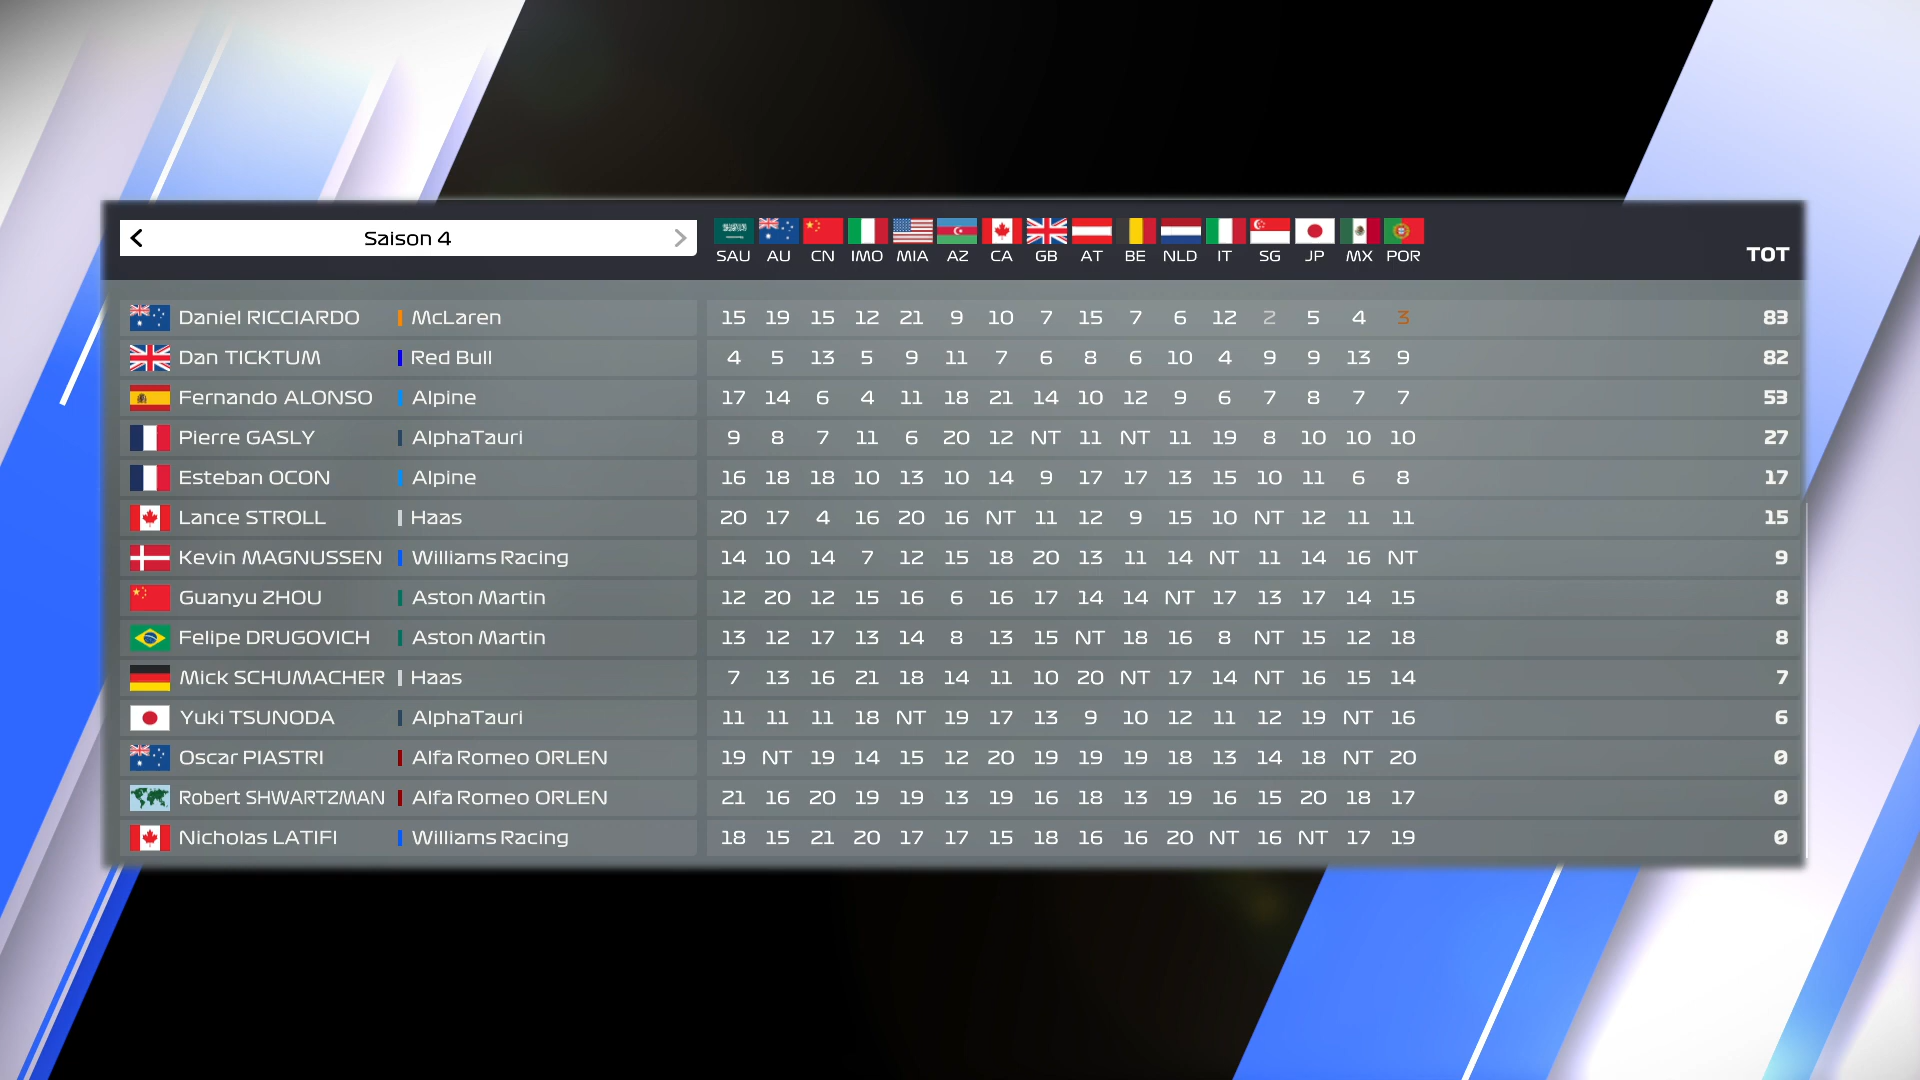 Saison 4
SAU AU CN IMO MIA AZ CA GB AT BE NLD IT SG JP MX POR TOT
Daniel RICCIARDO McLaren 15 19 15 12 21 9 10 7 15 7 6 12 2 5 4 3 83
Dan TICKTUM Red Bull 4 5 13 5 9 11 7 6 8 6 10 4 9 9 13 9 82
Fernando ALONSO Alpine 17 14 6 4 11 18 21 14 10 12 9 6 7 8 7 7 53
Pierre GASLY AlphaTauri 9 8 7 11 6 20 12 NT 11 NT 11 19 8 10 10 10 27
Esteban OCON Alpine 16 18 18 10 13 10 14 9 17 17 13 15 10 11 6 8 17
Lance STROLL Haas 20 17 4 16 20 16 NT 11 12 9 15 10 NT 12 11 11 15
Kevin MAGNUSSEN Williams Racing 14 10 14 7 12 15 18 20 13 11 14 NT 11 14 16 NT 9
Guanyu ZHOU Aston Martin 12 20 12 15 16 6 16 17 14 14 NT 17 13 17 14 15 8
Felipe DRUGOVICH Aston Martin 13 12 17 13 14 8 13 15 NT 18 16 8 NT 15 12 18 8
Mick SCHUMACHER Haas 7 13 16 21 18 14 11 10 20 NT 17 14 NT 16 15 14 7
Yuki TSUNODA AlphaTauri 11 11 11 18 NT 19 17 13 9 10 12 11 12 19 NT 16 6
Oscar PIASTRI Alfa Romeo ORLEN 19 NT 19 14 15 12 20 19 19 19 18 13 14 18 NT 20 0
Robert SHWARTZMAN Alfa Romeo ORLEN 21 16 20 19 19 13 19 16 18 13 19 16 15 20 18 17 0
Nicholas LATIFI Williams Racing 18 15 21 20 17 17 15 18 16 16 20 NT 16 NT 17 19 0